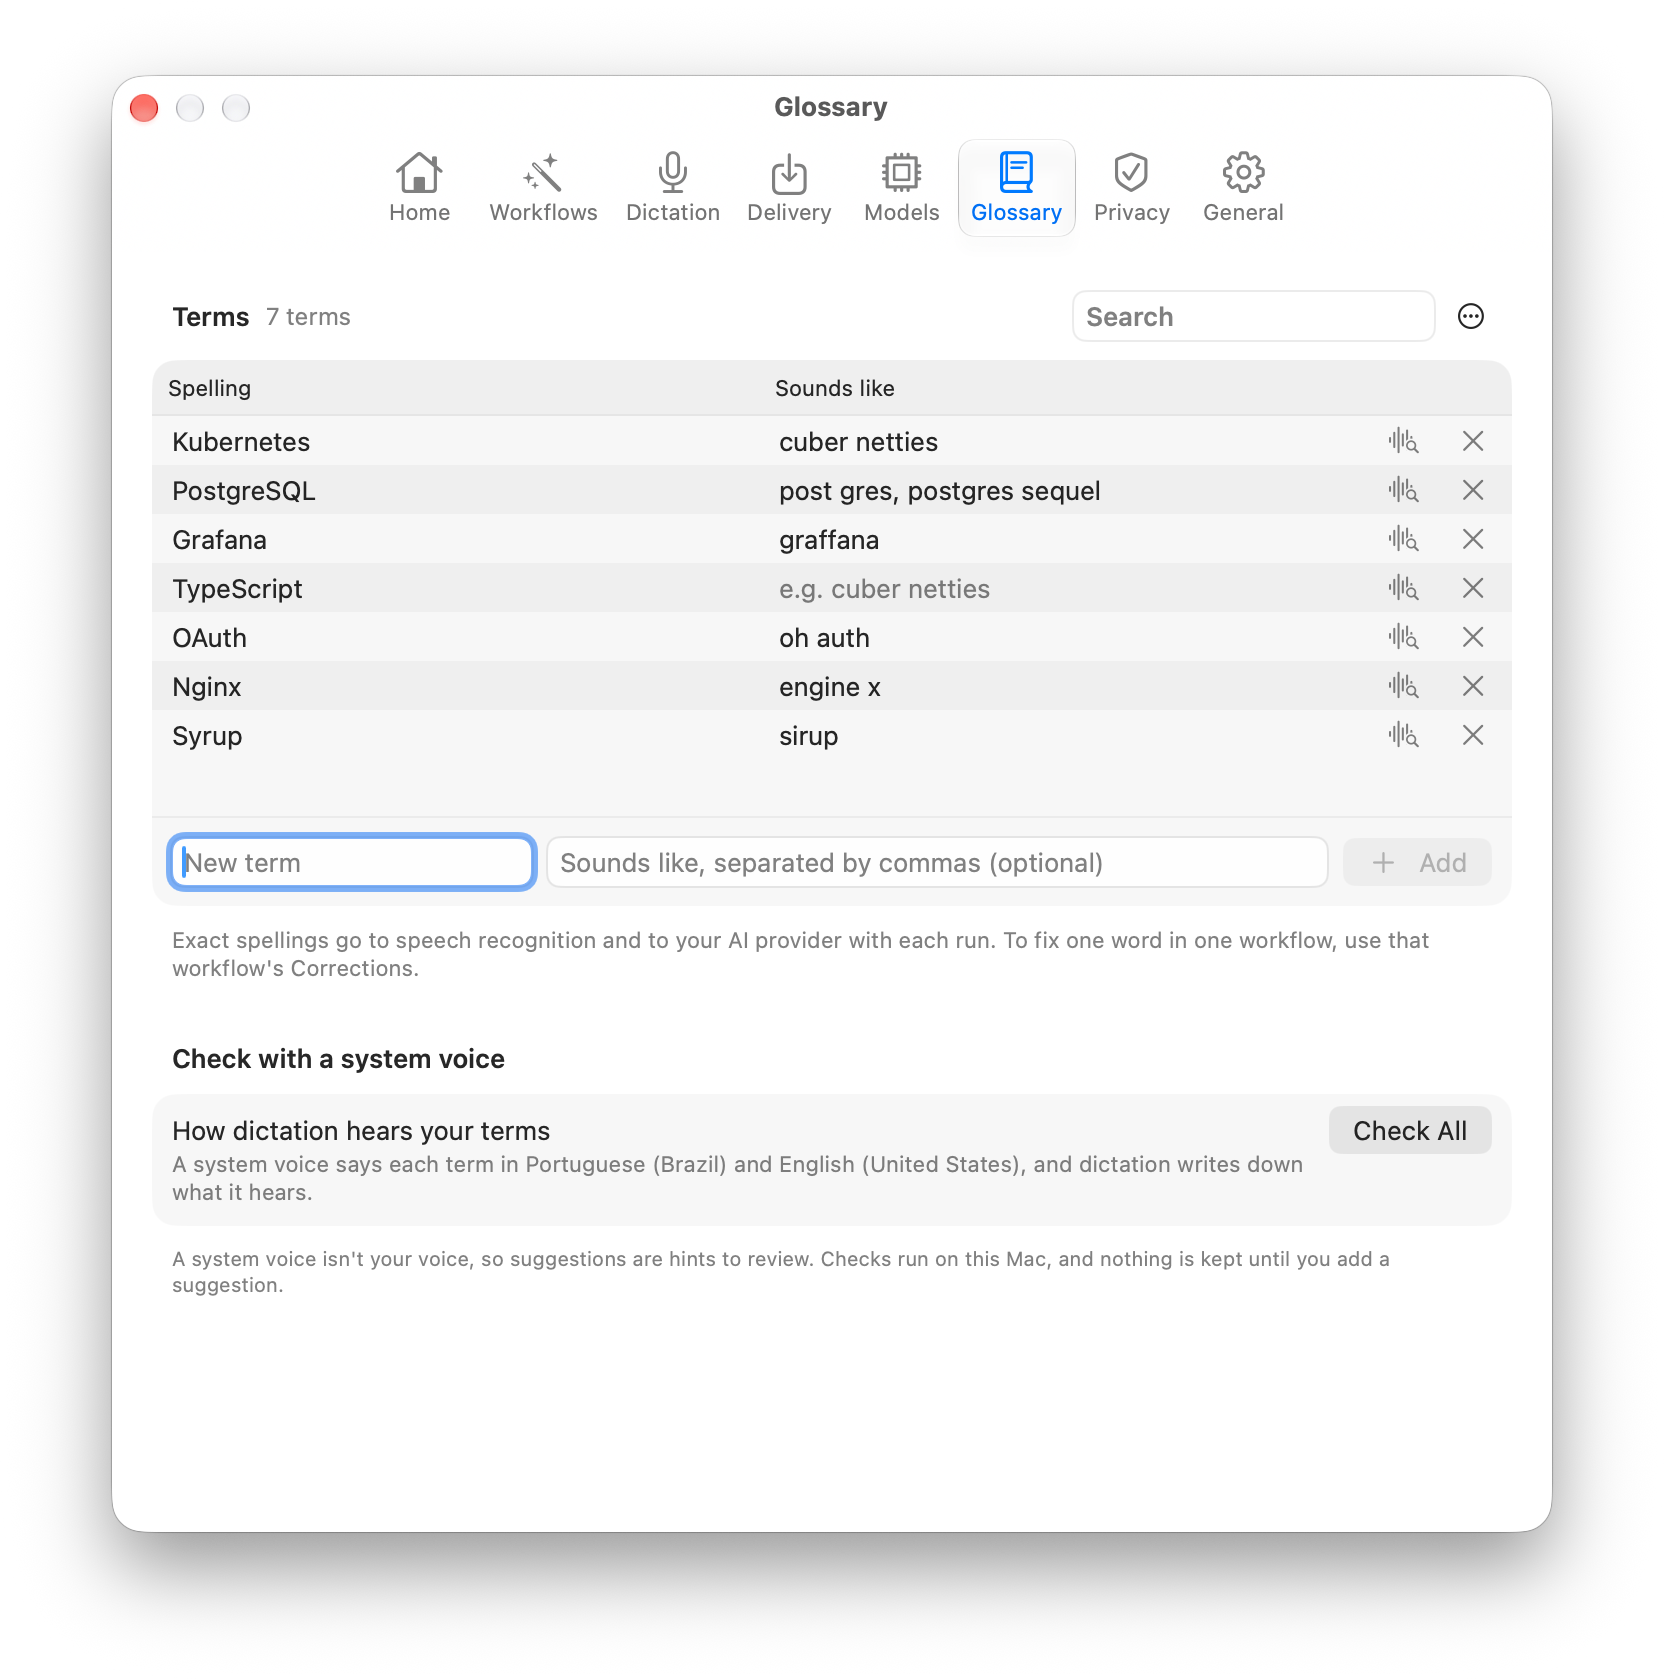 Glossary
Home Workflows Dictation Delivery Models Glossary Privacy General
Terms 7 terms Search
Spelling Sounds like
Kubernetes cuber netties
PostgreSQL post gres, postgres sequel
Grafana graffana
TypeScript e.g. cuber netties
OAuth oh auth
Nginx engine x
Syrup sirup
New term Sounds like, separated by commas (optional) + Add
Exact spellings go to speech recognition and to your AI provider with each run. To fix one word in one workflow, use that
workflow's Corrections.
Check with a system voice
How dictation hears your terms Check All
A system voice says each term in Portuguese (Brazil) and English (United States), and dictation writes down
what it hears.
A system voice isn't your voice, so suggestions are hints to review. Checks run on this Mac, and nothing is kept until you add a
suggestion.